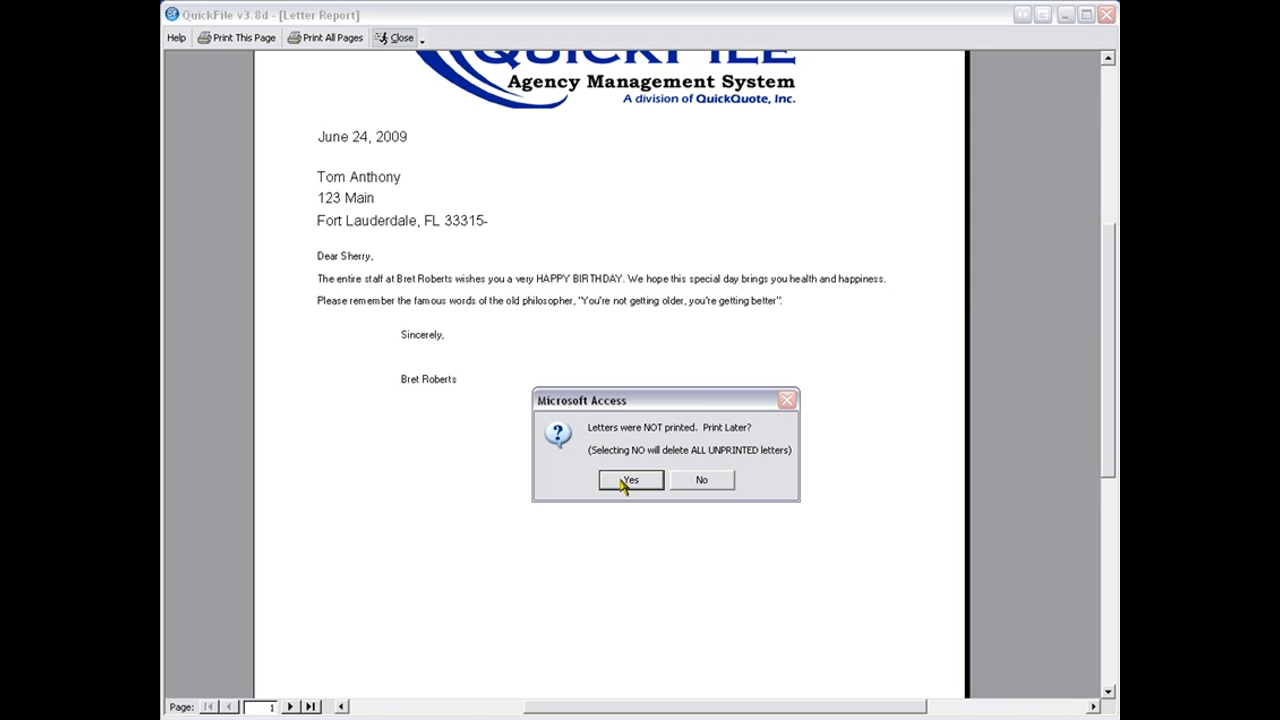 QuickFile v3.8d - [Letter Report]
Help Print This Page Print All Pages Close
QUICKFILE
Agency Management System
A division of QuickQuote, Inc.
June 24, 2009
Tom Anthony
123 Main
Fort Lauderdale, FL 33315-
Dear Sherry,
The entire staff at Bret Roberts wishes you a very HAPPY BIRTHDAY. We hope this special day brings you health and happiness.
Please remember the famous words of the old philosopher, "You're not getting older, you're getting better".
Sincerely,
Bret Roberts
Microsoft Access
Letters were NOT printed. Print Later?
(Selecting NO will delete ALL UNPRINTED letters)
Yes No
Page: 1